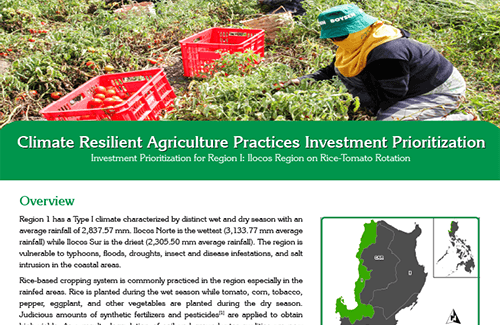 BOYSEN
Climate Resilient Agriculture Practices Investment Prioritization
Investment Prioritization for Region I: Ilocos Region on Rice-Tomato Rotation
Overview
Region 1 has a Type I climate characterized by distinct wet and dry season with an
average rainfall of 2,837.57 mm. Ilocos Norte is the wettest (3,133.77 mm average
rainfall) while Ilocos Sur is the driest (2,305.50 mm average rainfall). The region is
vulnerable to typhoons, floods, droughts, insect and disease infestations, and salt
intrusion in the coastal areas.
Rice-based cropping system is commonly practiced in the region especially in the
rainfed areas. Rice is planted during the wet season while tomato, corn, tobacco,
pepper, eggplant, and other vegetables are planted during the dry season.
Judicious amounts of synthetic fertilizers and pesticides[1] are applied to obtain
CAR